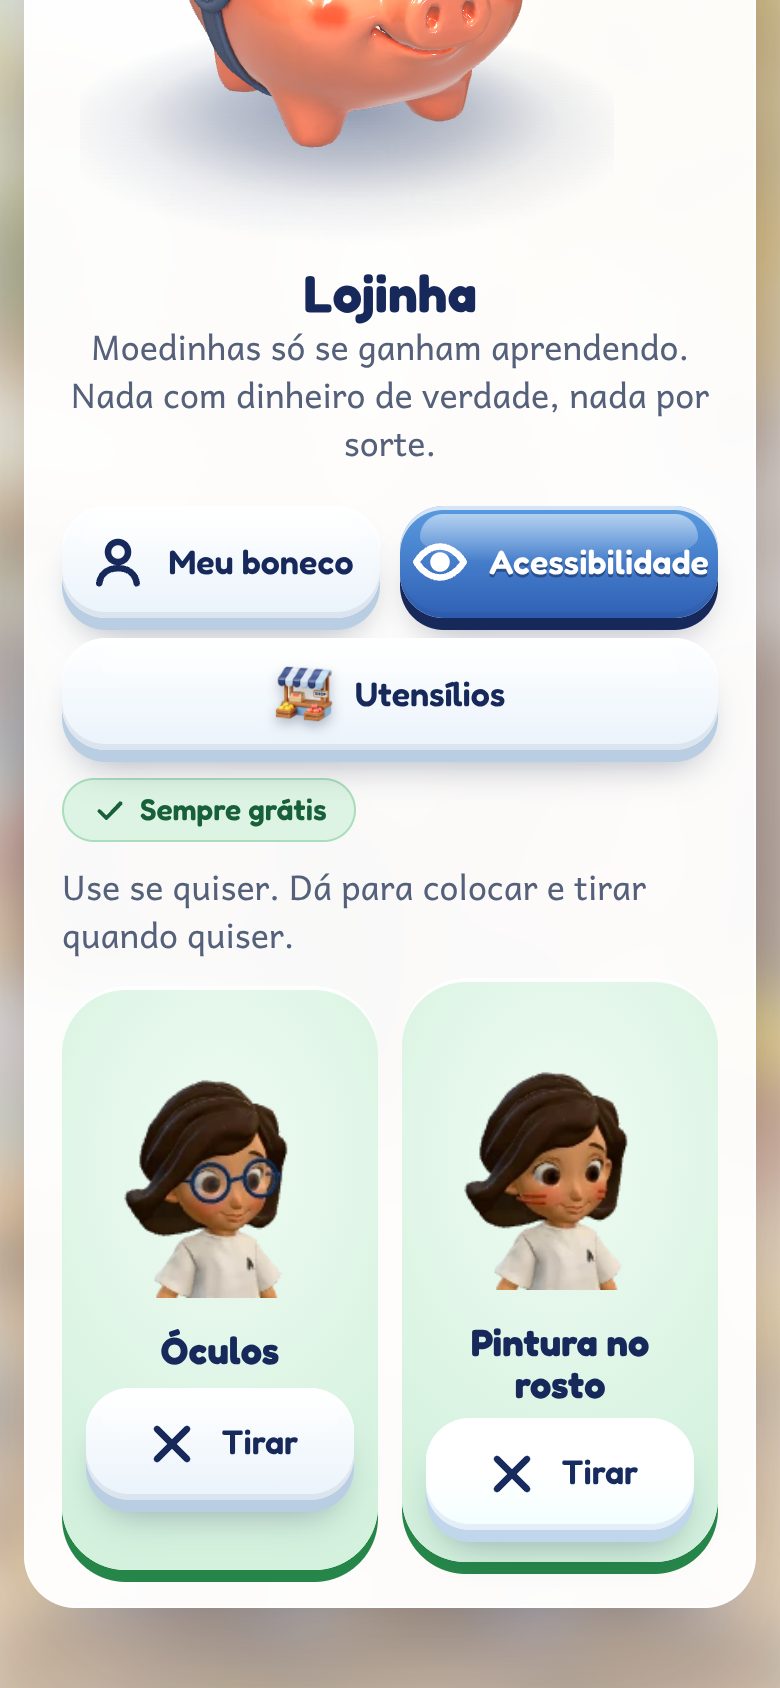 Lojinha
Moedinhas só se ganham aprendendo.
Nada com dinheiro de verdade, nada por
sorte.
Meu boneco
Acessibilidade
Utensílios
Sempre grátis
Use se quiser. Dá para colocar e tirar
quando quiser.
Óculos
Tirar
Pintura no
rosto
Tirar